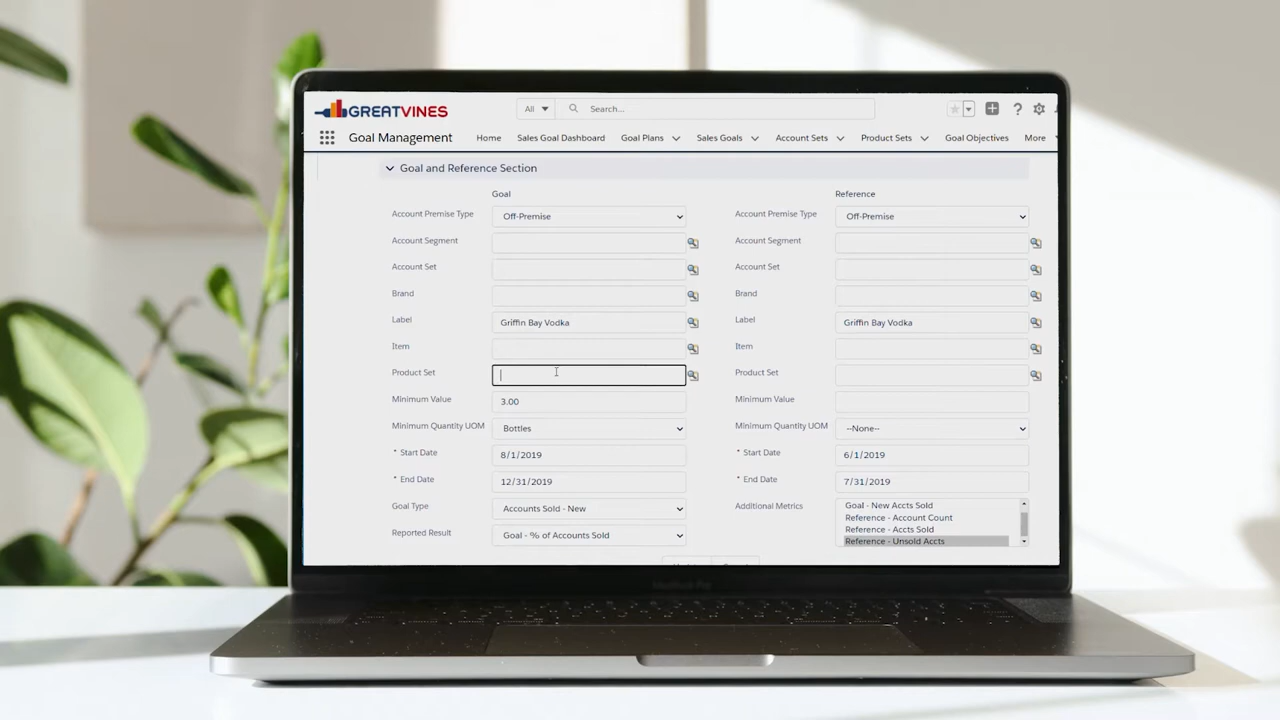 GREATVINES
All
Search...
Goal Management
Home
Sales Goal Dashboard
Goal Plans
Sales Goals
Account Sets
Product Sets
Goal Objectives
More
Goal and Reference Section
Goal
Reference
Account Premise Type
Off-Premise
Account Premise Type
Off-Premise
Account Segment
Account Segment
Account Set
Account Set
Brand
Brand
Label
Griffin Bay Vodka
Label
Griffin Bay Vodka
Item
Item
Product Set
Product Set
Minimum Value
3.00
Minimum Value
Minimum Quantity UOM
Bottles
Minimum Quantity UOM
--None--
* Start Date
8/1/2019
* Start Date
6/1/2019
* End Date
12/31/2019
* End Date
7/31/2019
Goal Type
Accounts Sold - New
Additional Metrics
Goal - New Accts Sold
Reference - Account Count
Reference - Accts Sold
Reference - Unsold Accts
Reported Result
Goal - % of Accounts Sold
MacBook Pro